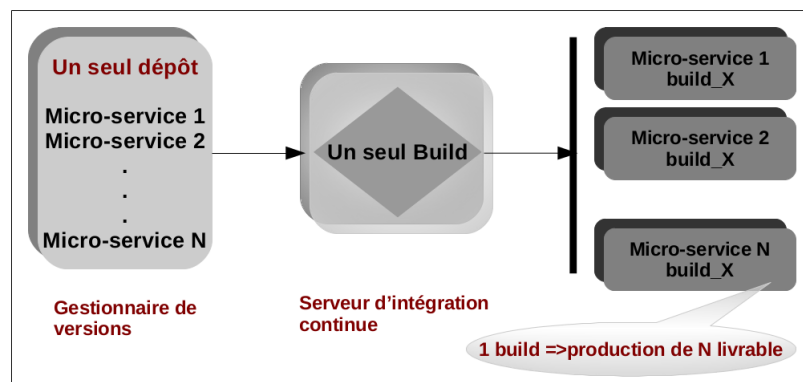 Un seul dépôt
Micro-service 1
Micro-service 2
.
.
.
Micro-service N
Gestionnaire de
versions
Un seul Build
Serveur d'intégration
continue
Micro-service 1
build_X
Micro-service 2
build_X
Micro-service N
build_X
1 build =>production de N livrable